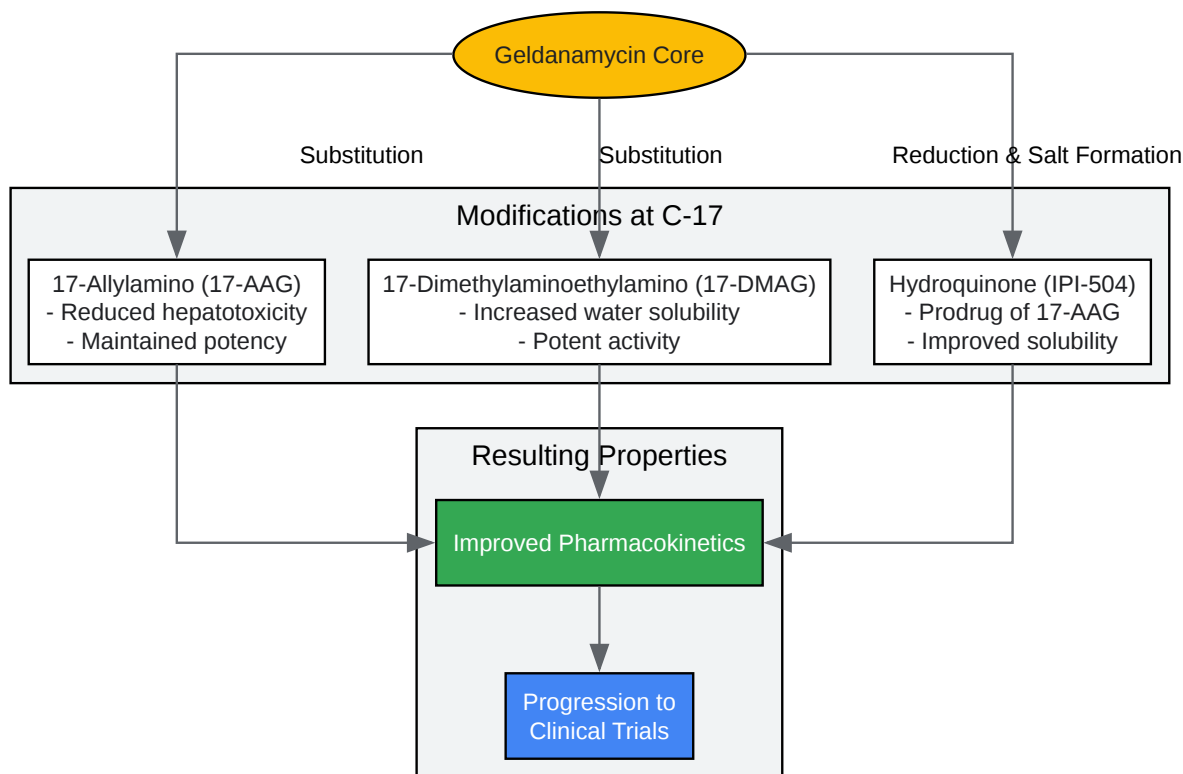 Geldanamycin Core
Substitution
Substitution
Reduction & Salt Formation
Modifications at C-17
17-Allylamino (17-AAG)
- Reduced hepatotoxicity
- Maintained potency
17-Dimethylaminoethylamino (17-DMAG)
- Increased water solubility
- Potent activity
Hydroquinone (IPI-504)
- Prodrug of 17-AAG
- Improved solubility
Resulting Properties
Improved Pharmacokinetics
Progression to
Clinical Trials